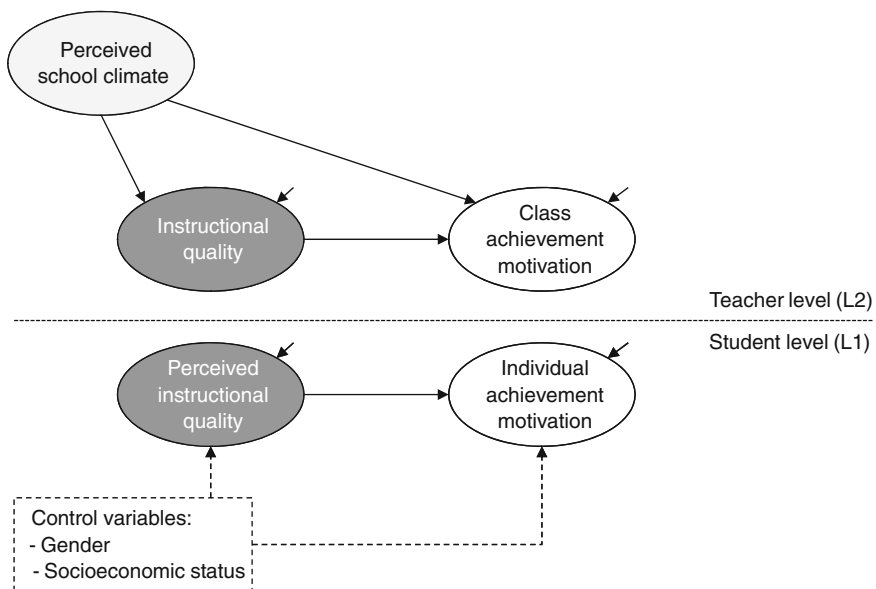 Perceived
school climate
Instructional
quality
Class
achievement
motivation
Teacher level (L2)
Student level (L1)
Perceived
instructional
quality
Individual
achievement
motivation
Control variables:
- Gender
- Socioeconomic status